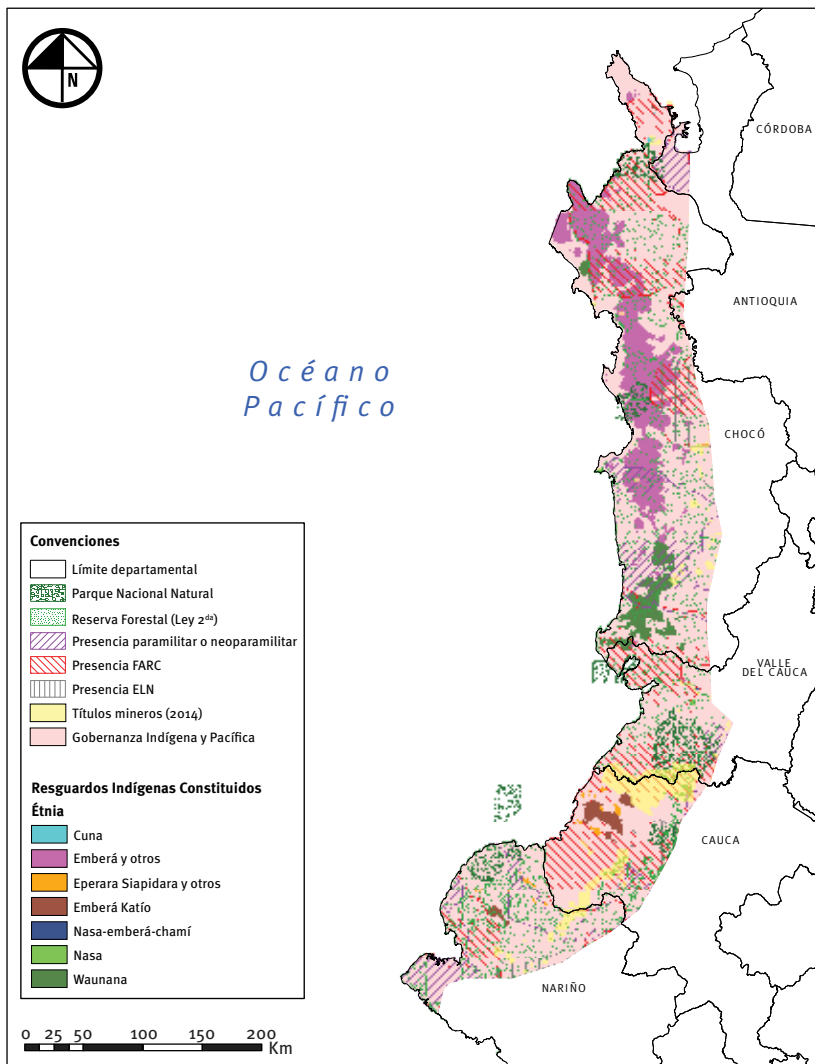 N
CÓRDOBA
ANTIOQUIA
Océano
Pacífico
CHOCÓ
Convenciones
Límite departamental
Parque Nacional Natural
Reserva Forestal (Ley 2da)
Presencia paramilitar o neoparamilitar
Presencia FARC
Presencia ELN
Títulos mineros (2014)
Gobernanza Indígena y Pacífica
Resguardos Indígenas Constituidos
Étnia
Cuna
Emberá y otros
Eperara Siapidara y otros
Emberá Katío
Nasa-emberá-chamí
Nasa
Waunana
VALLE
DEL CAUCA
CAUCA
NARIÑO
0 25 50 100 150 200
Km